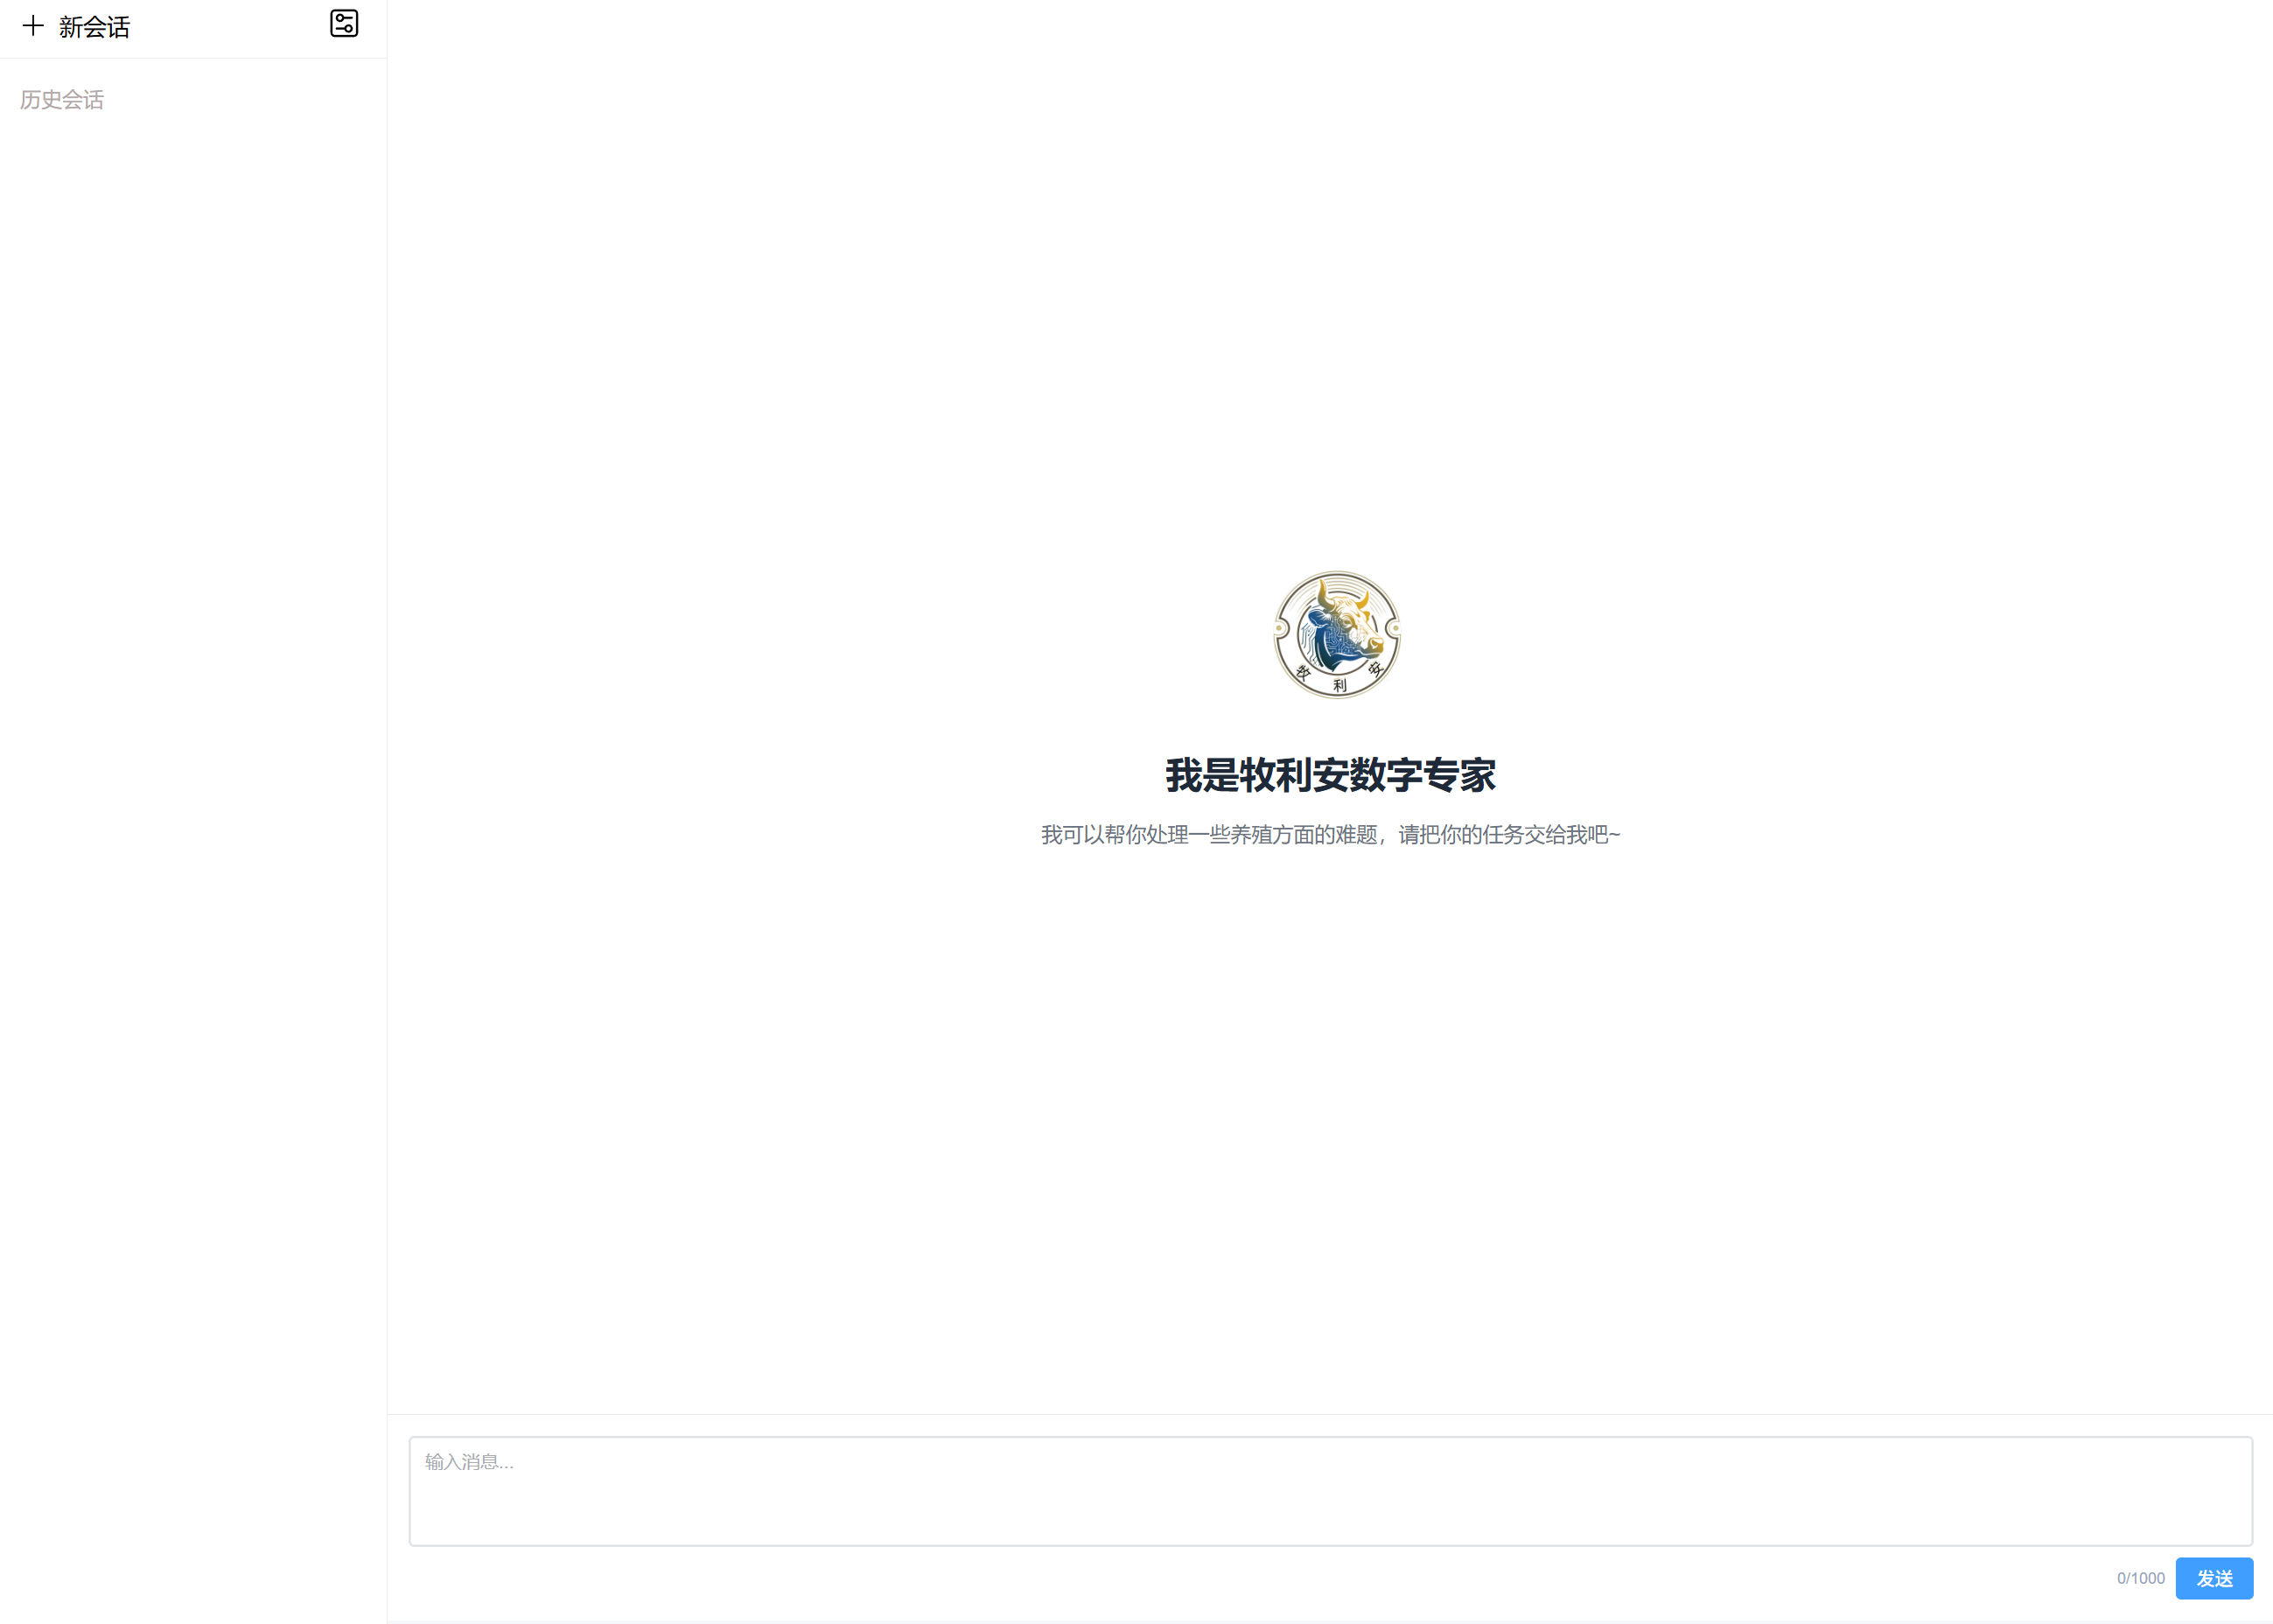 新会话
历史会话
牧利安
我是牧利安数字专家
我可以帮你处理一些养殖方面的难题，请把你的任务交给我吧~
输入消息...
0/1000
发送